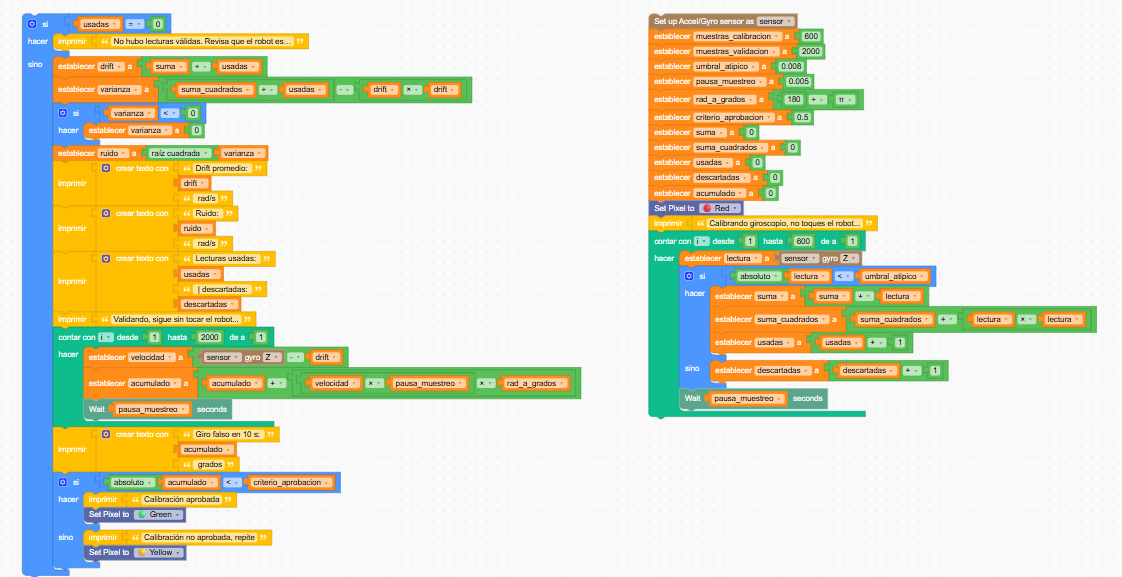 si usadas = 0
hacer imprimir “ No hubo lecturas válidas. Revisa que el robot es... ”
sino
establecer drift a suma ÷ usadas
establecer varianza a suma_cuadrados ÷ usadas - drift × drift
si varianza < 0
hacer establecer varianza a 0
establecer ruido a raíz cuadrada varianza
imprimir crear texto con “ Drift promedio: ”
drift
“ rad/s ”
imprimir crear texto con “ Ruido: ”
ruido
“ rad/s ”
imprimir crear texto con “ Lecturas usadas: ”
usadas
“ | descartadas: ”
descartadas
imprimir “ Validando, sigue sin tocar el robot... ”
contar con i desde 1 hasta 2000 de a 1
hacer establecer velocidad a sensor gyro Z - drift
establecer acumulado a acumulado + velocidad × pausa_muestreo × rad_a_grados
Wait pausa_muestreo seconds
imprimir crear texto con “ Giro falso en 10 s: ”
acumulado
“ grados ”
si absoluto acumulado < criterio_aprobacion
hacer imprimir “ Calibración aprobada ”
Set Pixel to Green
sino imprimir “ Calibración no aprobada, repite ”
Set Pixel to Yellow
Set up Accel/Gyro sensor as sensor
establecer muestras_calibracion a 600
establecer muestras_validacion a 2000
establecer umbral_atipico a 0.008
establecer pausa_muestreo a 0.005
establecer rad_a_grados a 180 ÷ π
establecer criterio_aprobacion a 0.5
establecer suma a 0
establecer suma_cuadrados a 0
establecer usadas a 0
establecer descartadas a 0
establecer acumulado a 0
Set Pixel to Red
imprimir “ Calibrando giroscopio, no toques el robot... ”
contar con i desde 1 hasta 600 de a 1
hacer establecer lectura a sensor gyro Z
si absoluto lectura < umbral_atipico
hacer establecer suma a suma + lectura
establecer suma_cuadrados a suma_cuadrados + lectura × lectura
establecer usadas a usadas + 1
sino establecer descartadas a descartadas + 1
Wait pausa_muestreo seconds